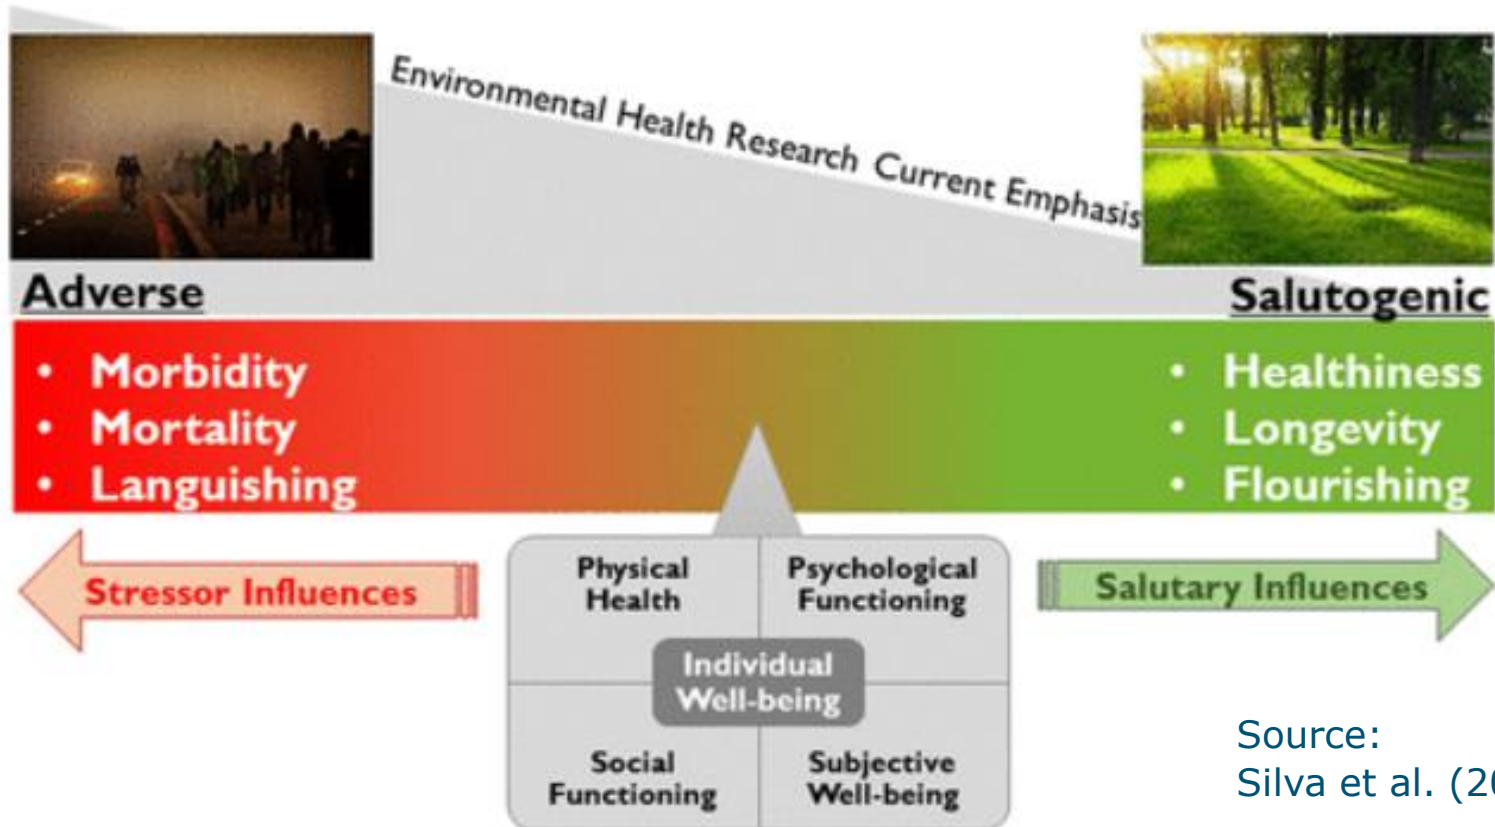 Environmental Health Research Current Emphasis
Adverse
Salutogenic
• Morbidity
• Mortality
• Languishing
• Healthiness
• Longevity
• Flourishing
Stressor Influences
Salutary Influences
Physical
Health
Psychological
Functioning
Individual
Well-being
Social
Functioning
Subjective
Well-being
Source:
Silva et al. (20